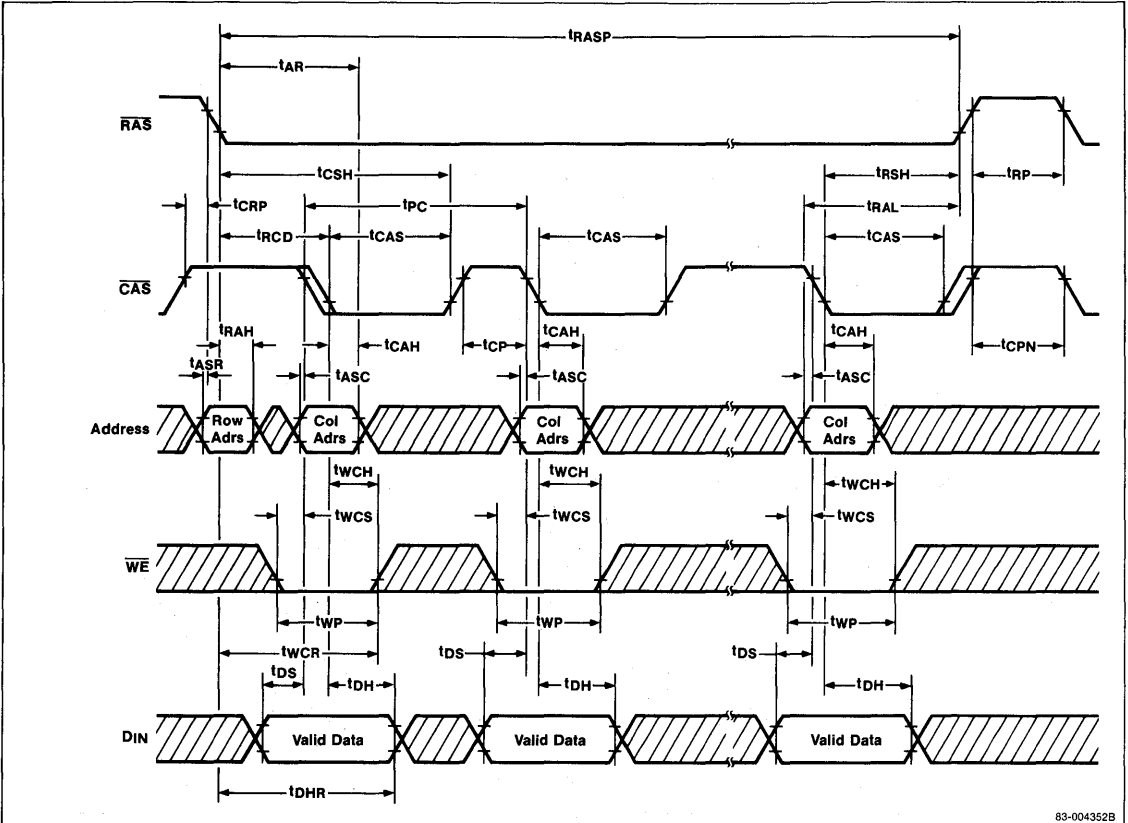 tRASP
tAR
RAS
tCSH
tRSH
tRP
tCRP
tPC
tRAL
tRCD
tCAS
tCAS
tCAS
CAS
tRAH
tCAH
tCP
tCAH
tCAH
tCPN
tASR
tASC
tASC
tASC
Address
Row Adrs
Col Adrs
Col Adrs
Col Adrs
tWCH
tWCH
tWCH
tWCS
tWCS
tWCS
WE
tWP
tWP
tWP
tWCR
tDS
tDS
tDS
tDH
tDH
tDH
DIN
Valid Data
Valid Data
Valid Data
tDHR
83-004352B